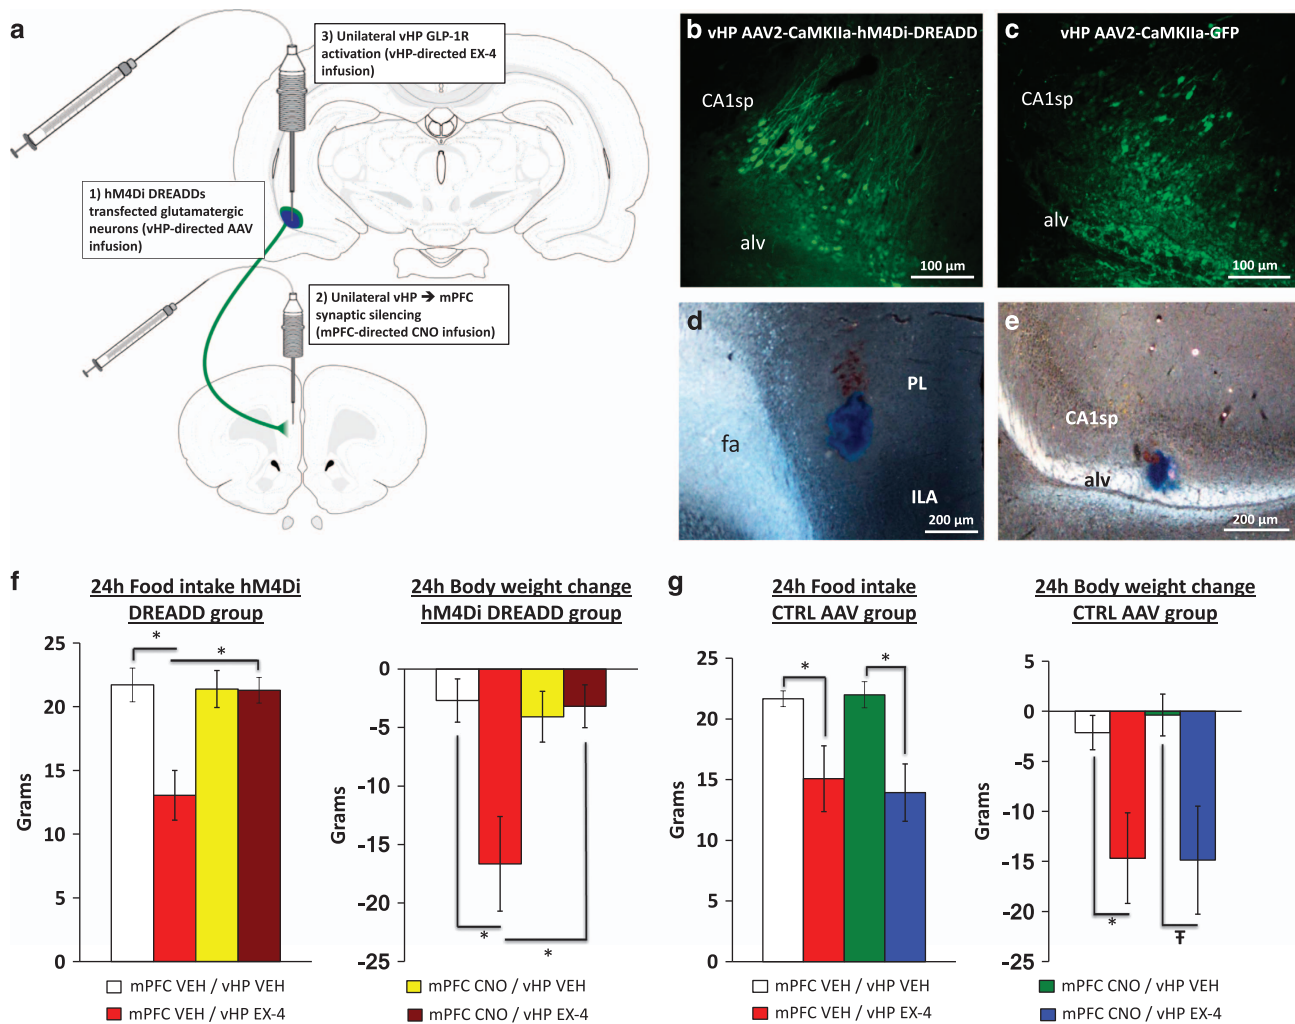 a
3) Unilateral vHP GLP-1R
activation (vHP-directed EX-4
infusion)
1) hM4Di DREADDs
transfected glutamatergic
neurons (vHP-directed AAV
infusion)
2) Unilateral vHP ➔ mPFC
synaptic silencing
(mPFC-directed CNO infusion)
b
vHP AAV2-CaMKIIa-hM4Di-DREADD
CA1sp
alv
100 μm
c
vHP AAV2-CaMKIIa-GFP
CA1sp
alv
100 μm
d
PL
fa
ILA
200 μm
e
CA1sp
alv
200 μm
f
24h Food intake hM4Di
DREADD group
25
20
15
10
5
0
Grams
*
*
24h Body weight change
hM4Di DREADD group
0
-5
-10
-15
-20
-25
Grams
*
*
mPFC VEH / vHP VEH
mPFC VEH / vHP EX-4
mPFC CNO / vHP VEH
mPFC CNO / vHP EX-4
g
24h Food intake
CTRL AAV group
25
20
15
10
5
0
Grams
*
*
24h Body weight change
CTRL AAV group
5
0
-5
-10
-15
-20
-25
Grams
*
Ŧ
mPFC VEH / vHP VEH
mPFC VEH / vHP EX-4
mPFC CNO / vHP VEH
mPFC CNO / vHP EX-4